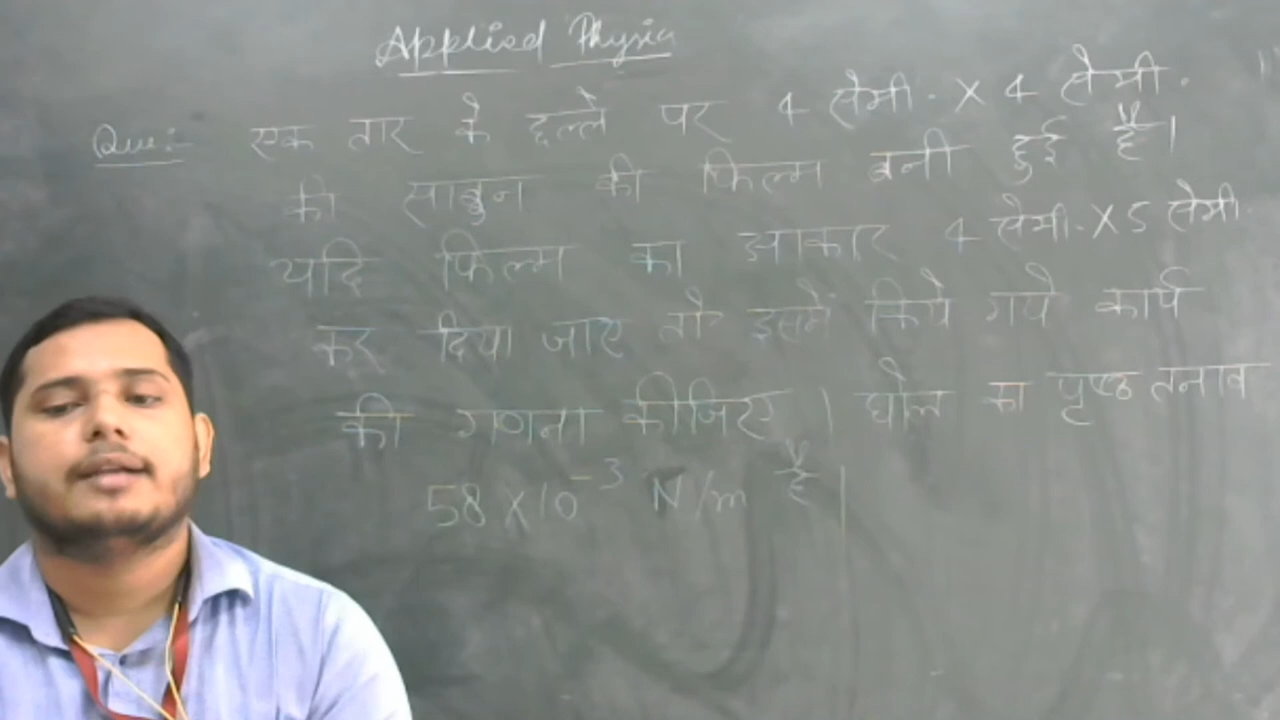 Applied Physics
Que:- एक तार के छल्ले पर 4 सेमी. X 4 सेमी.
की साबुन की फिल्म बनी हुई है।
यदि फिल्म का आकार 4 सेमी. X 5 सेमी.
कर दिया जाए तो इसमें किये गये कार्य
की गणना कीजिए। घोल का पृष्ठ तनाव
58 X 10⁻³ N/m है।